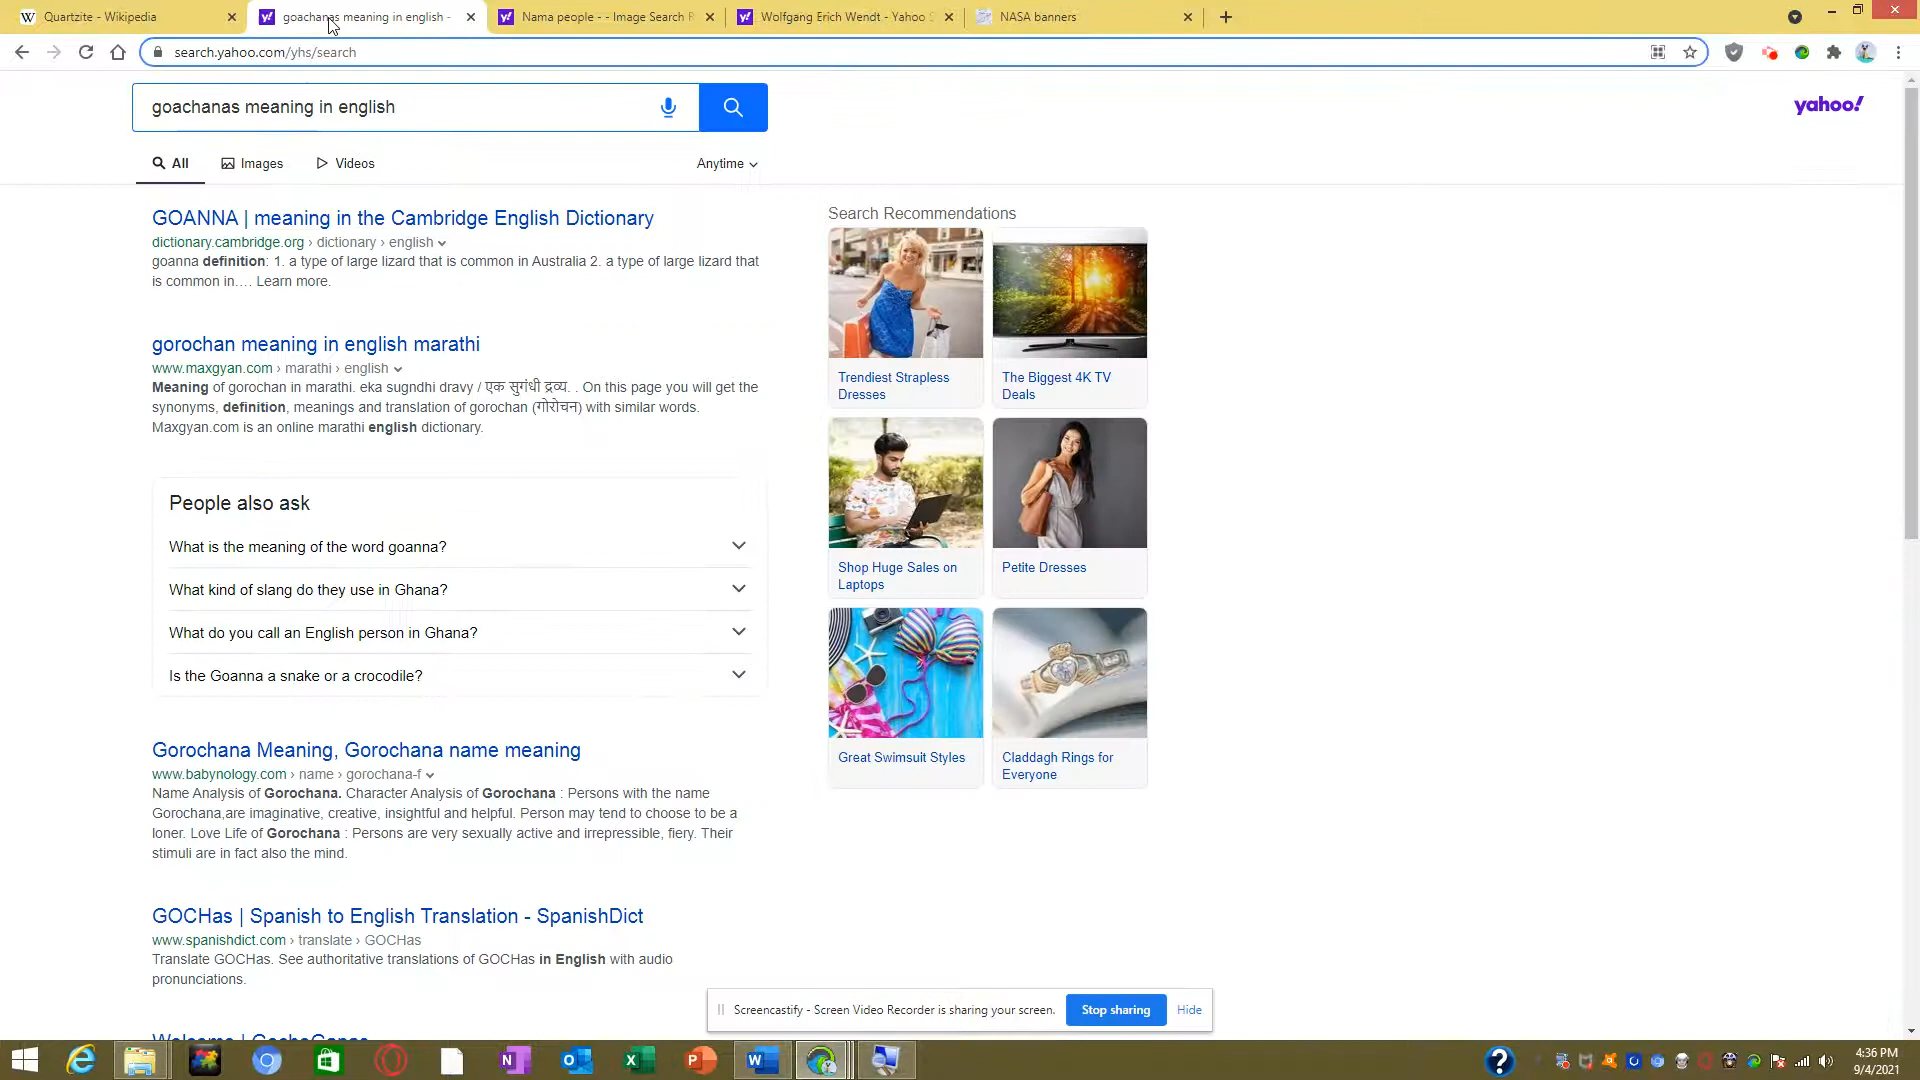 Quartzite - Wikipedia
goachanas meaning in english -
Nama people - - Image Search R
Wolfgang Erich Wendt - Yahoo S
NASA banners
search.yahoo.com/yhs/search
goachanas meaning in english
yahoo!
All
Images
Videos
Anytime
GOANNA | meaning in the Cambridge English Dictionary
dictionary.cambridge.org › dictionary › english
goanna definition: 1. a type of large lizard that is common in Australia 2. a type of large lizard that
is common in.... Learn more.
gorochan meaning in english marathi
www.maxgyan.com › marathi › english
Meaning of gorochan in marathi. eka sugndhi dravy / एक सुगंधी द्रव्य. . On this page you will get the
synonyms, definition, meanings and translation of gorochan (गोरोचन) with similar words.
Maxgyan.com is an online marathi english dictionary.
People also ask
What is the meaning of the word goanna?
What kind of slang do they use in Ghana?
What do you call an English person in Ghana?
Is the Goanna a snake or a crocodile?
Gorochana Meaning, Gorochana name meaning
www.babynology.com › name › gorochana-f
Name Analysis of Gorochana. Character Analysis of Gorochana : Persons with the name
Gorochana,are imaginative, creative, insightful and helpful. Person may tend to choose to be a
loner. Love Life of Gorochana : Persons are very sexually active and irrepressible, fiery. Their
stimuli are in fact also the mind.
GOCHas | Spanish to English Translation - SpanishDict
www.spanishdict.com › translate › GOCHas
Translate GOCHas. See authoritative translations of GOCHas in English with audio
pronunciations.
Search Recommendations
Trendiest Strapless
Dresses
The Biggest 4K TV
Deals
Shop Huge Sales on
Laptops
Petite Dresses
Great Swimsuit Styles
Claddagh Rings for
Everyone
Screencastify - Screen Video Recorder is sharing your screen.
Stop sharing
Hide
4:36 PM
9/4/2021